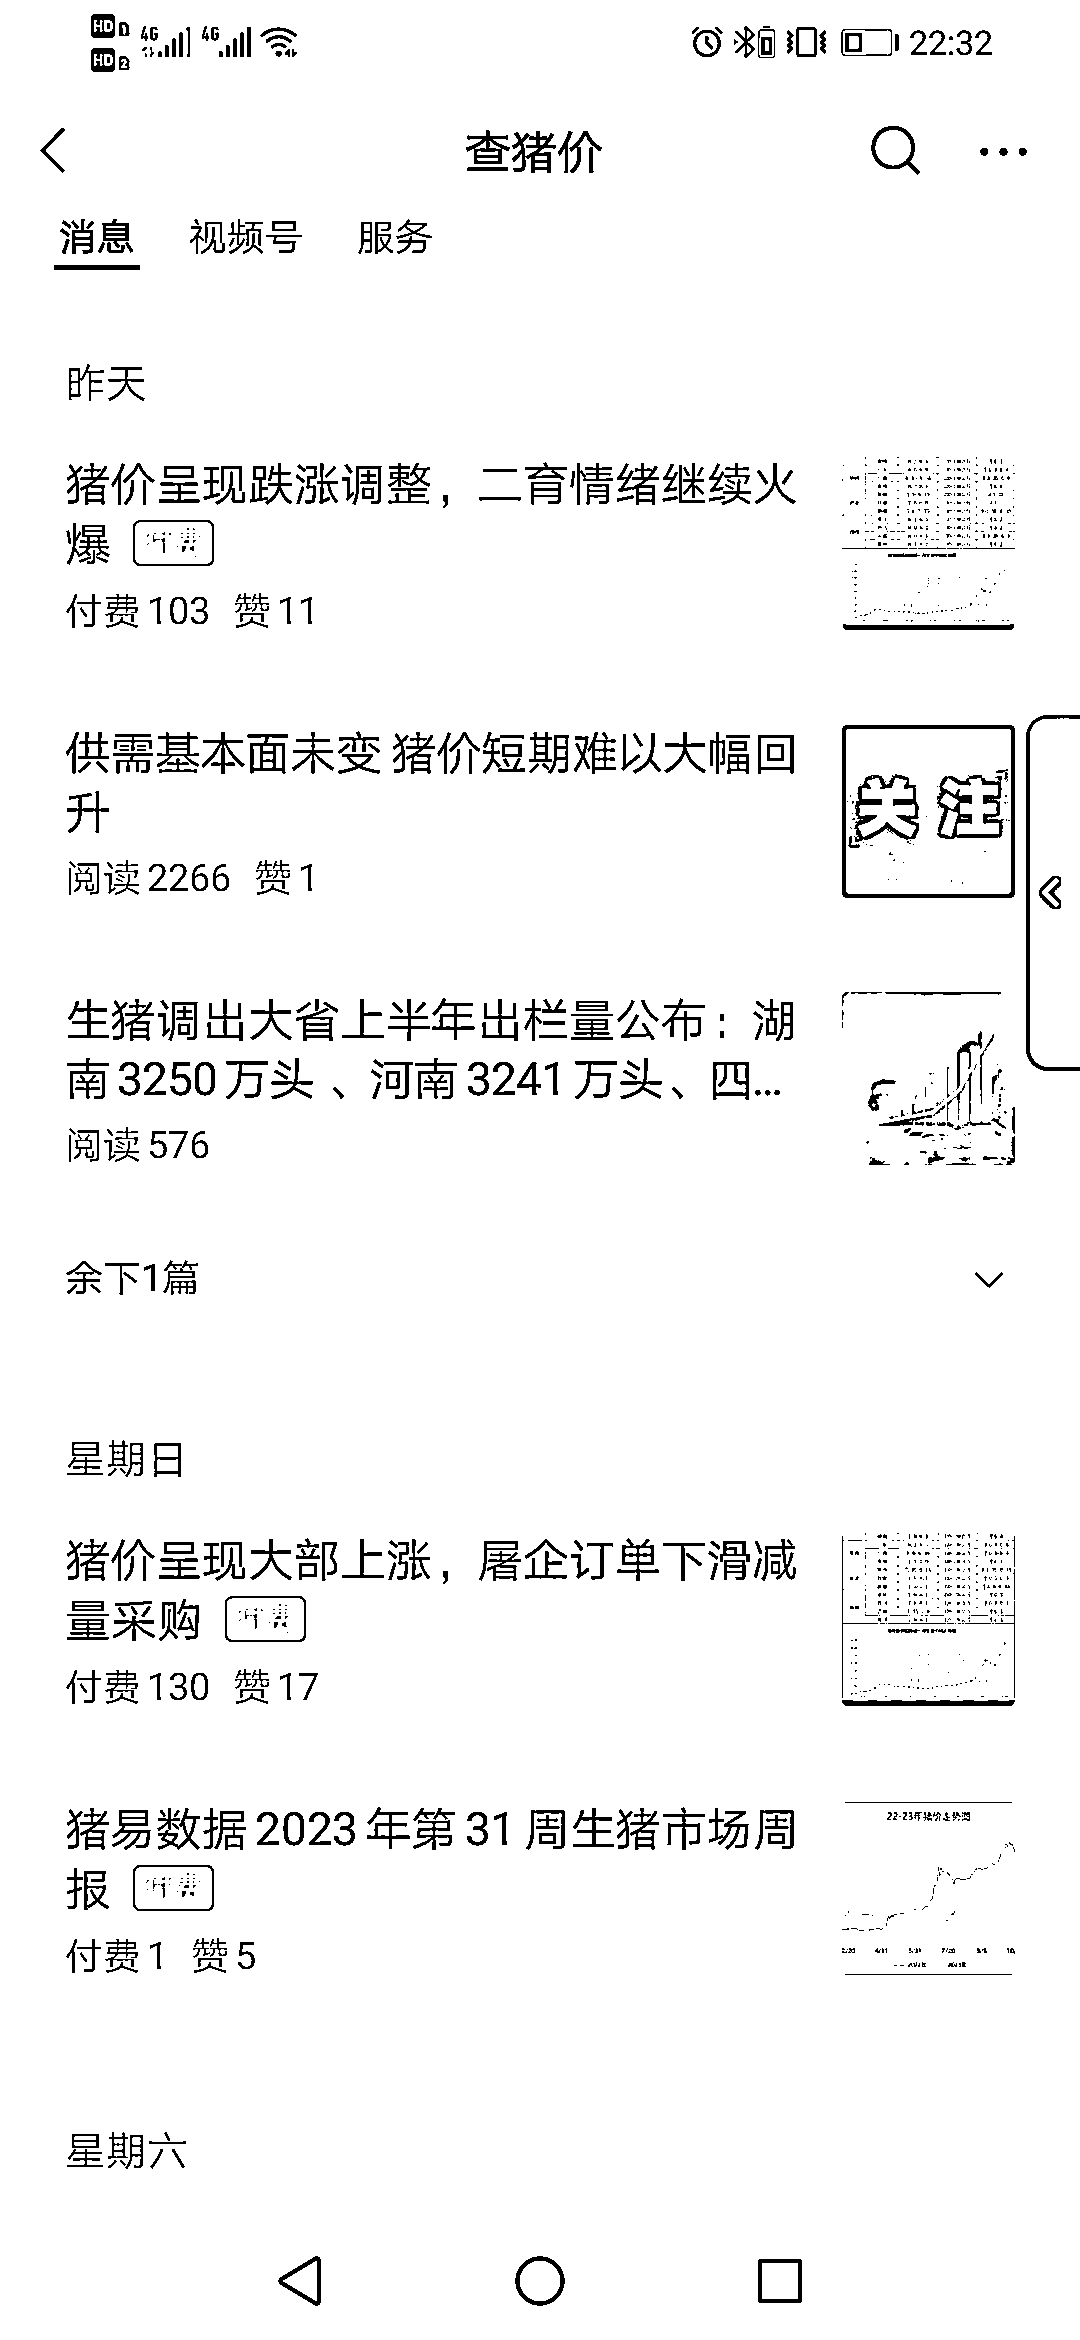 HD 1 4G 4G 22:32
HD 2
查猪价
消息 视频号 服务
昨天
猪价呈现跌涨调整，二育情绪继续火
爆 付费
付费 103 赞 11
供需基本面未变 猪价短期难以大幅回
升
阅读 2266 赞 1
关注
生猪调出大省上半年出栏量公布：湖
南 3250 万头 、河南 3241 万头、四...
阅读 576
余下1篇
星期日
猪价呈现大部上涨，屠企订单下滑减
量采购 付费
付费 130 赞 17
猪易数据 2023 年第 31 周生猪市场周
报 付费
付费 1 赞 5
22-23年猪价走势图
星期六